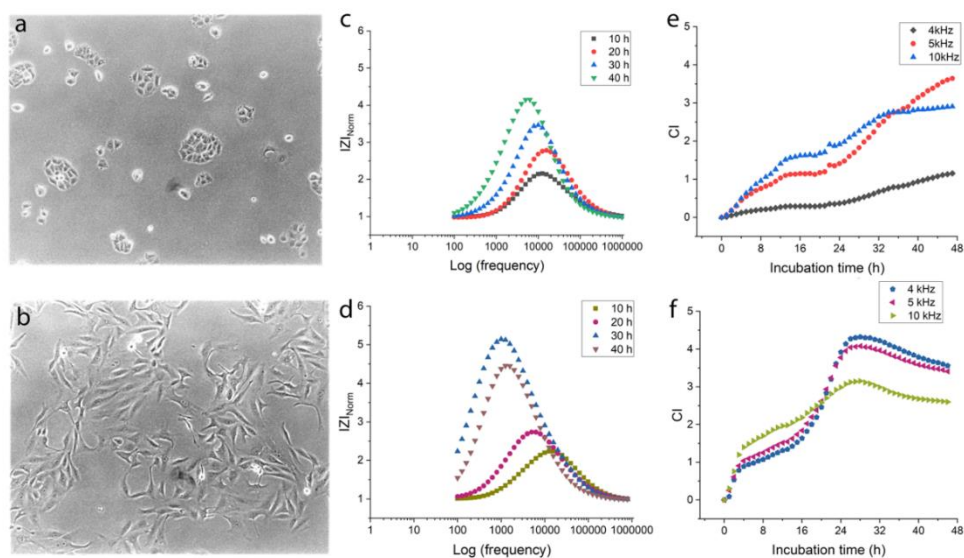 a
c
10 h
20 h
30 h
40 h
6
5
4
3
2
1
1
10
100
1000
10000
100000
1000000
IZI Norm
Log (frequency)
e
4kHz
5kHz
10kHz
5
4
3
2
1
0
0
8
16
24
32
40
48
CI
Incubation time (h)
b
d
10 h
20 h
30 h
40 h
6
5
4
3
2
1
1
10
100
1000
10000
100000
1000000
IZI Norm
Log (frequency)
f
4 kHz
5 kHz
10 kHz
5
4
3
2
1
0
0
8
16
24
32
40
48
CI
Incubation time (h)